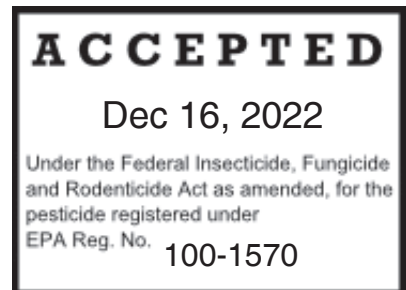 ACCEPTED
Dec 16, 2022
Under the Federal Insecticide, Fungicide
and Rodenticide Act as amended, for the
pesticide registered under
EPA Reg. No. 100-1570